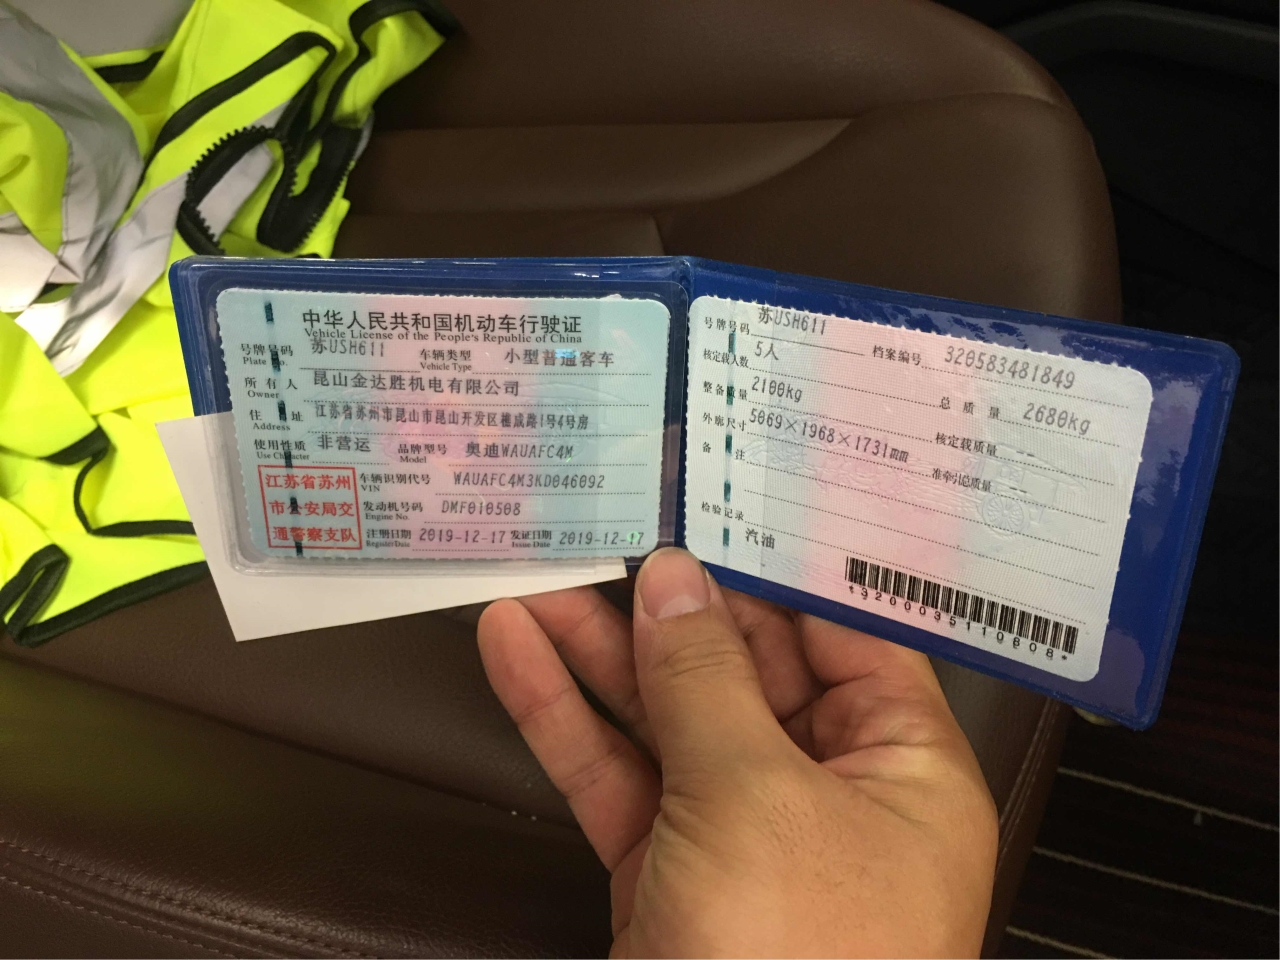 中华人民共和国机动车行驶证
Vehicle License of the People's Republic of China
号牌号码 苏USH611 车辆类型 小型普通客车
Plate No. Vehicle Type
所有人 昆山金达胜机电有限公司
Owner
住址 江苏省苏州市昆山市昆山开发区楠成路1号4号房
Address
使用性质 非营运 品牌型号 奥迪WAUAFC4M
Use Character Model
江苏省苏州
市公安局交
通警察支队
车辆识别代号 WAUAFC4M3KD046092
VIN
发动机号码 DMF010508
Engine No.
注册日期 2019-12-17 发证日期 2019-12-17
Register Date Issue Date
号牌号码 苏USH611 档案编号 320583481849
核定载人数 5人 总质量 2680kg
整备质量 2100kg 核定载质量
外廓尺寸 5069×1968×1731mm 准牵引总质量
备注
检验记录
汽油
*3200035110808*